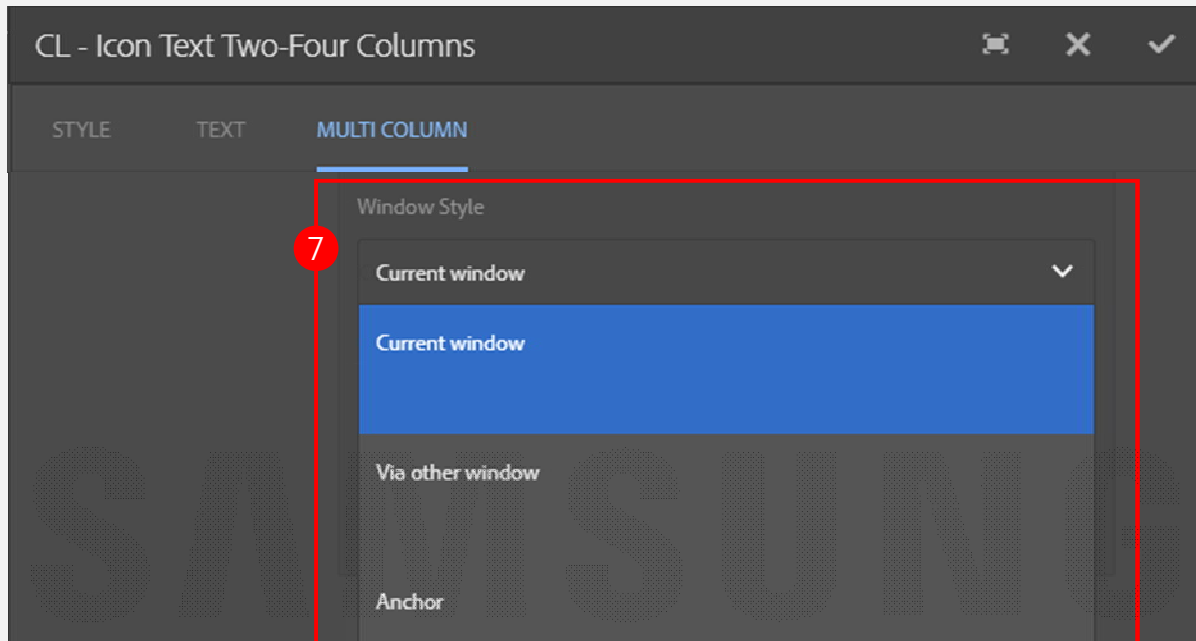 CL - Icon Text Two-Four Columns
STYLE TEXT MULTI COLUMN
Window Style
7
Current window
Current window
Via other window
Anchor
SAMSUNG